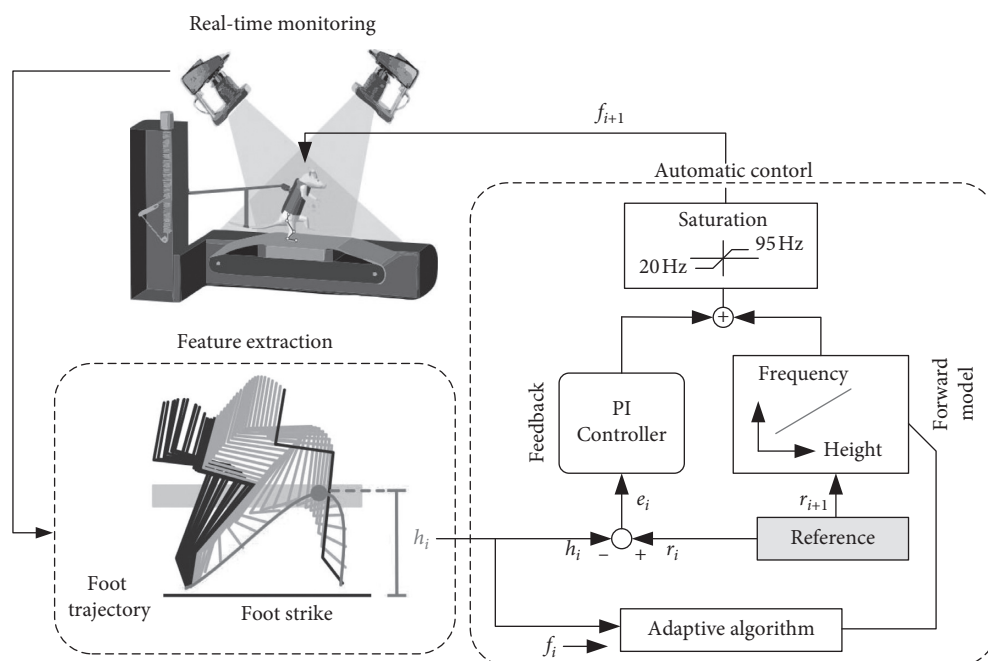 Real-time monitoring
f_{i+1}
Automatic contorl
Saturation
95 Hz
20 Hz
+
Feature extraction
Feedback
PI
Controller
Frequency
Height
Forward
model
e_i
r_{i+1}
h_i
h_i
–
+
r_i
Reference
Foot
trajectory
Foot strike
f_i
Adaptive algorithm